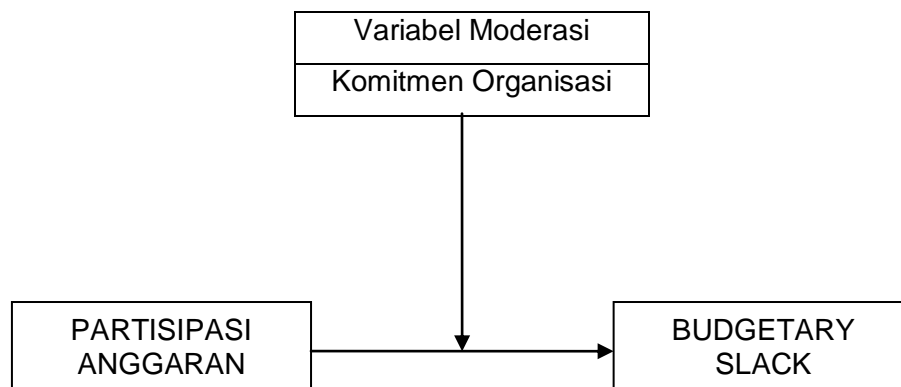 Variabel Moderasi
Komitmen Organisasi
PARTISIPASI
ANGGARAN
BUDGETARY
SLACK